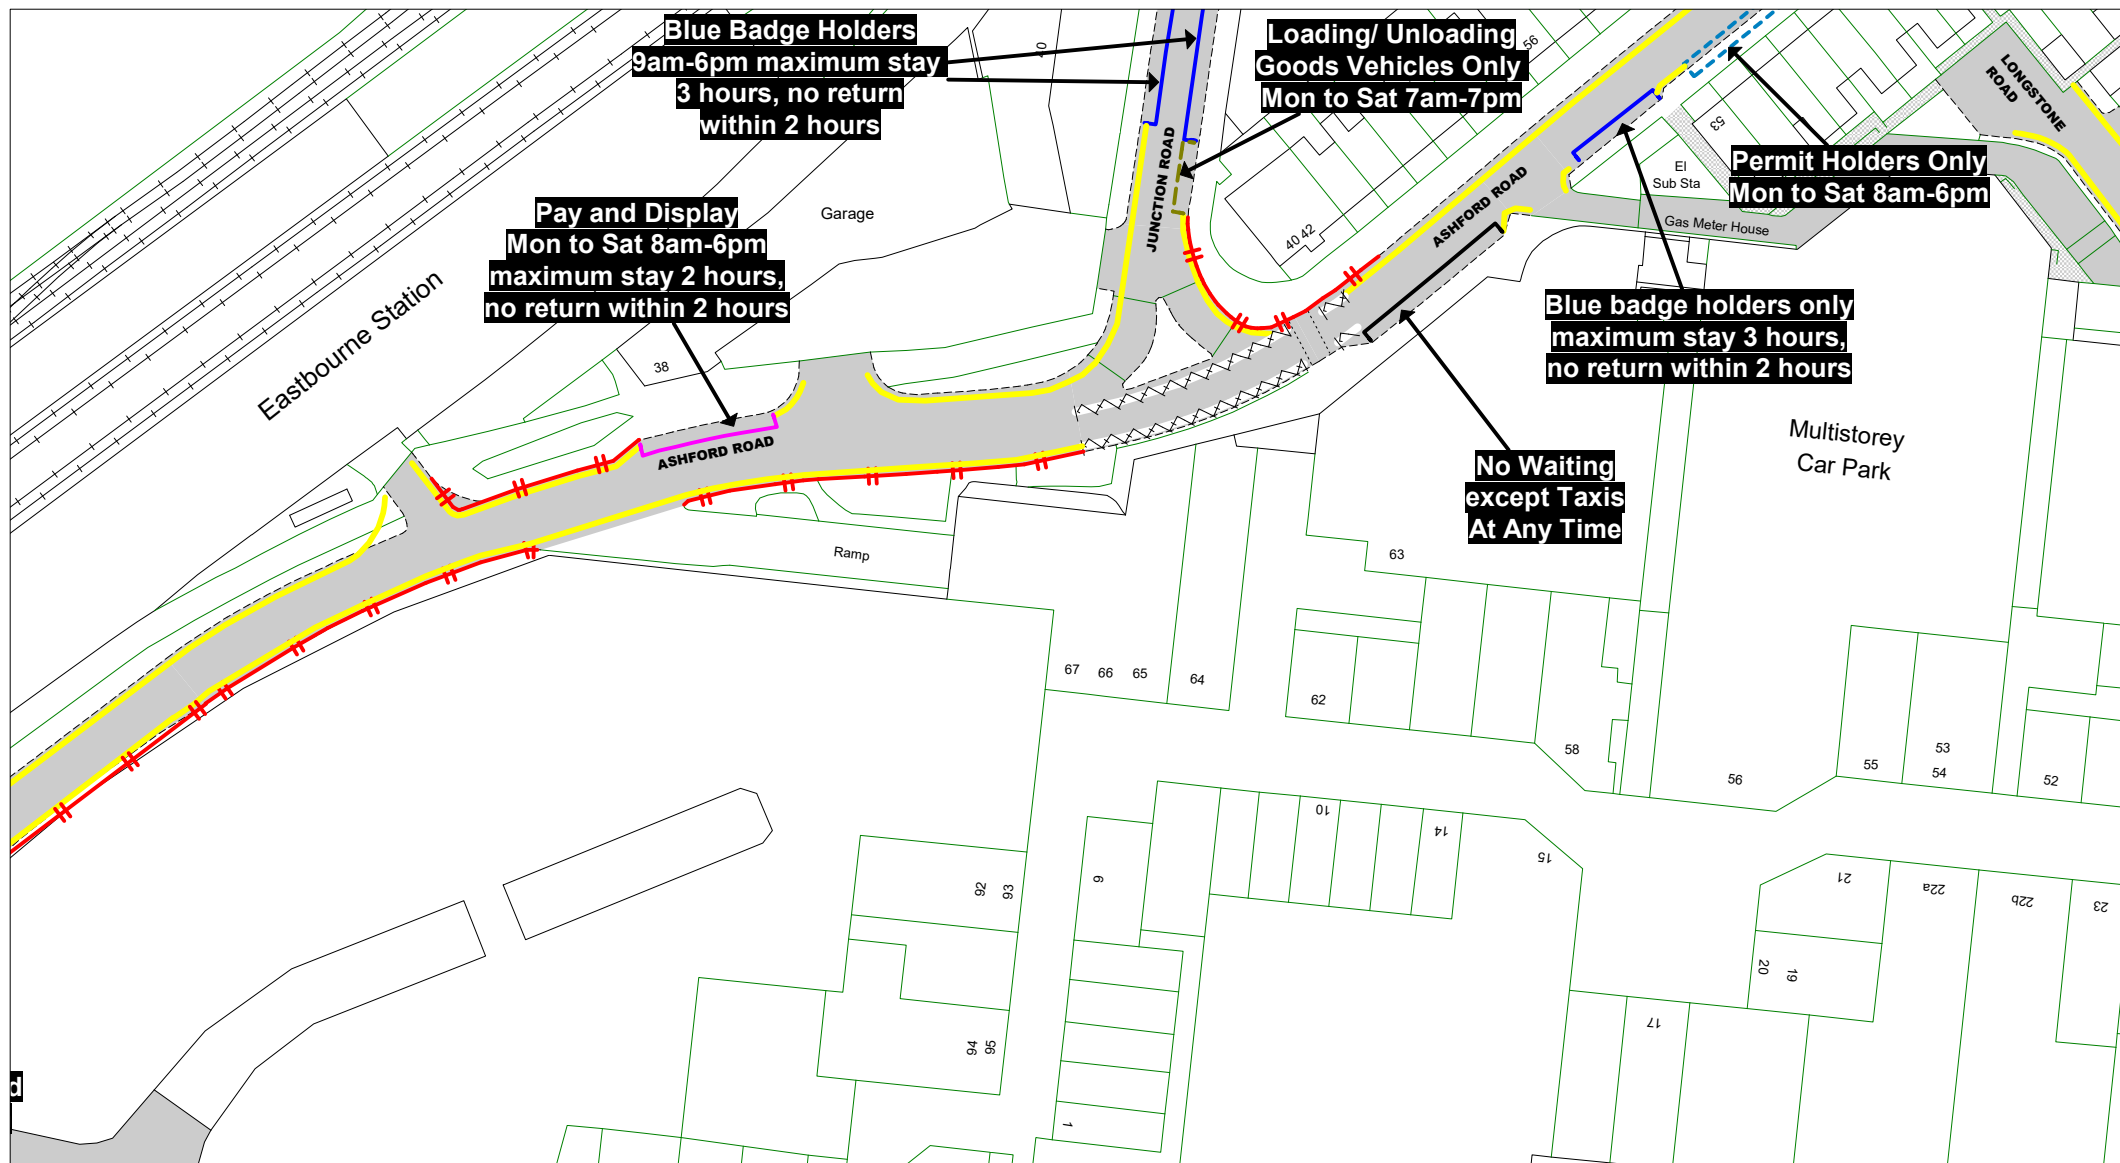 Blue Badge Holders
9am-6pm maximum stay
3 hours, no return
within 2 hours
Loading/ Unloading
Goods Vehicles Only
Mon to Sat 7am-7pm
56
LONGSTONE
ROAD
53
El
Sub Sta
Permit Holders Only
Mon to Sat 8am-6pm
JUNCTION ROAD
ASHFORD ROAD
Gas Meter House
Garage
40 42
Pay and Display
Mon to Sat 8am-6pm
maximum stay 2 hours,
no return within 2 hours
Eastbourne Station
38
ASHFORD ROAD
Blue badge holders only
maximum stay 3 hours,
no return within 2 hours
Multistorey
Car Park
No Waiting
except Taxis
At Any Time
Ramp
63
67
66
65
64
62
58
56
55
53
54
52
10
14
15
92
93
21
22a
22b
23
20
19
17
94
95
1
d